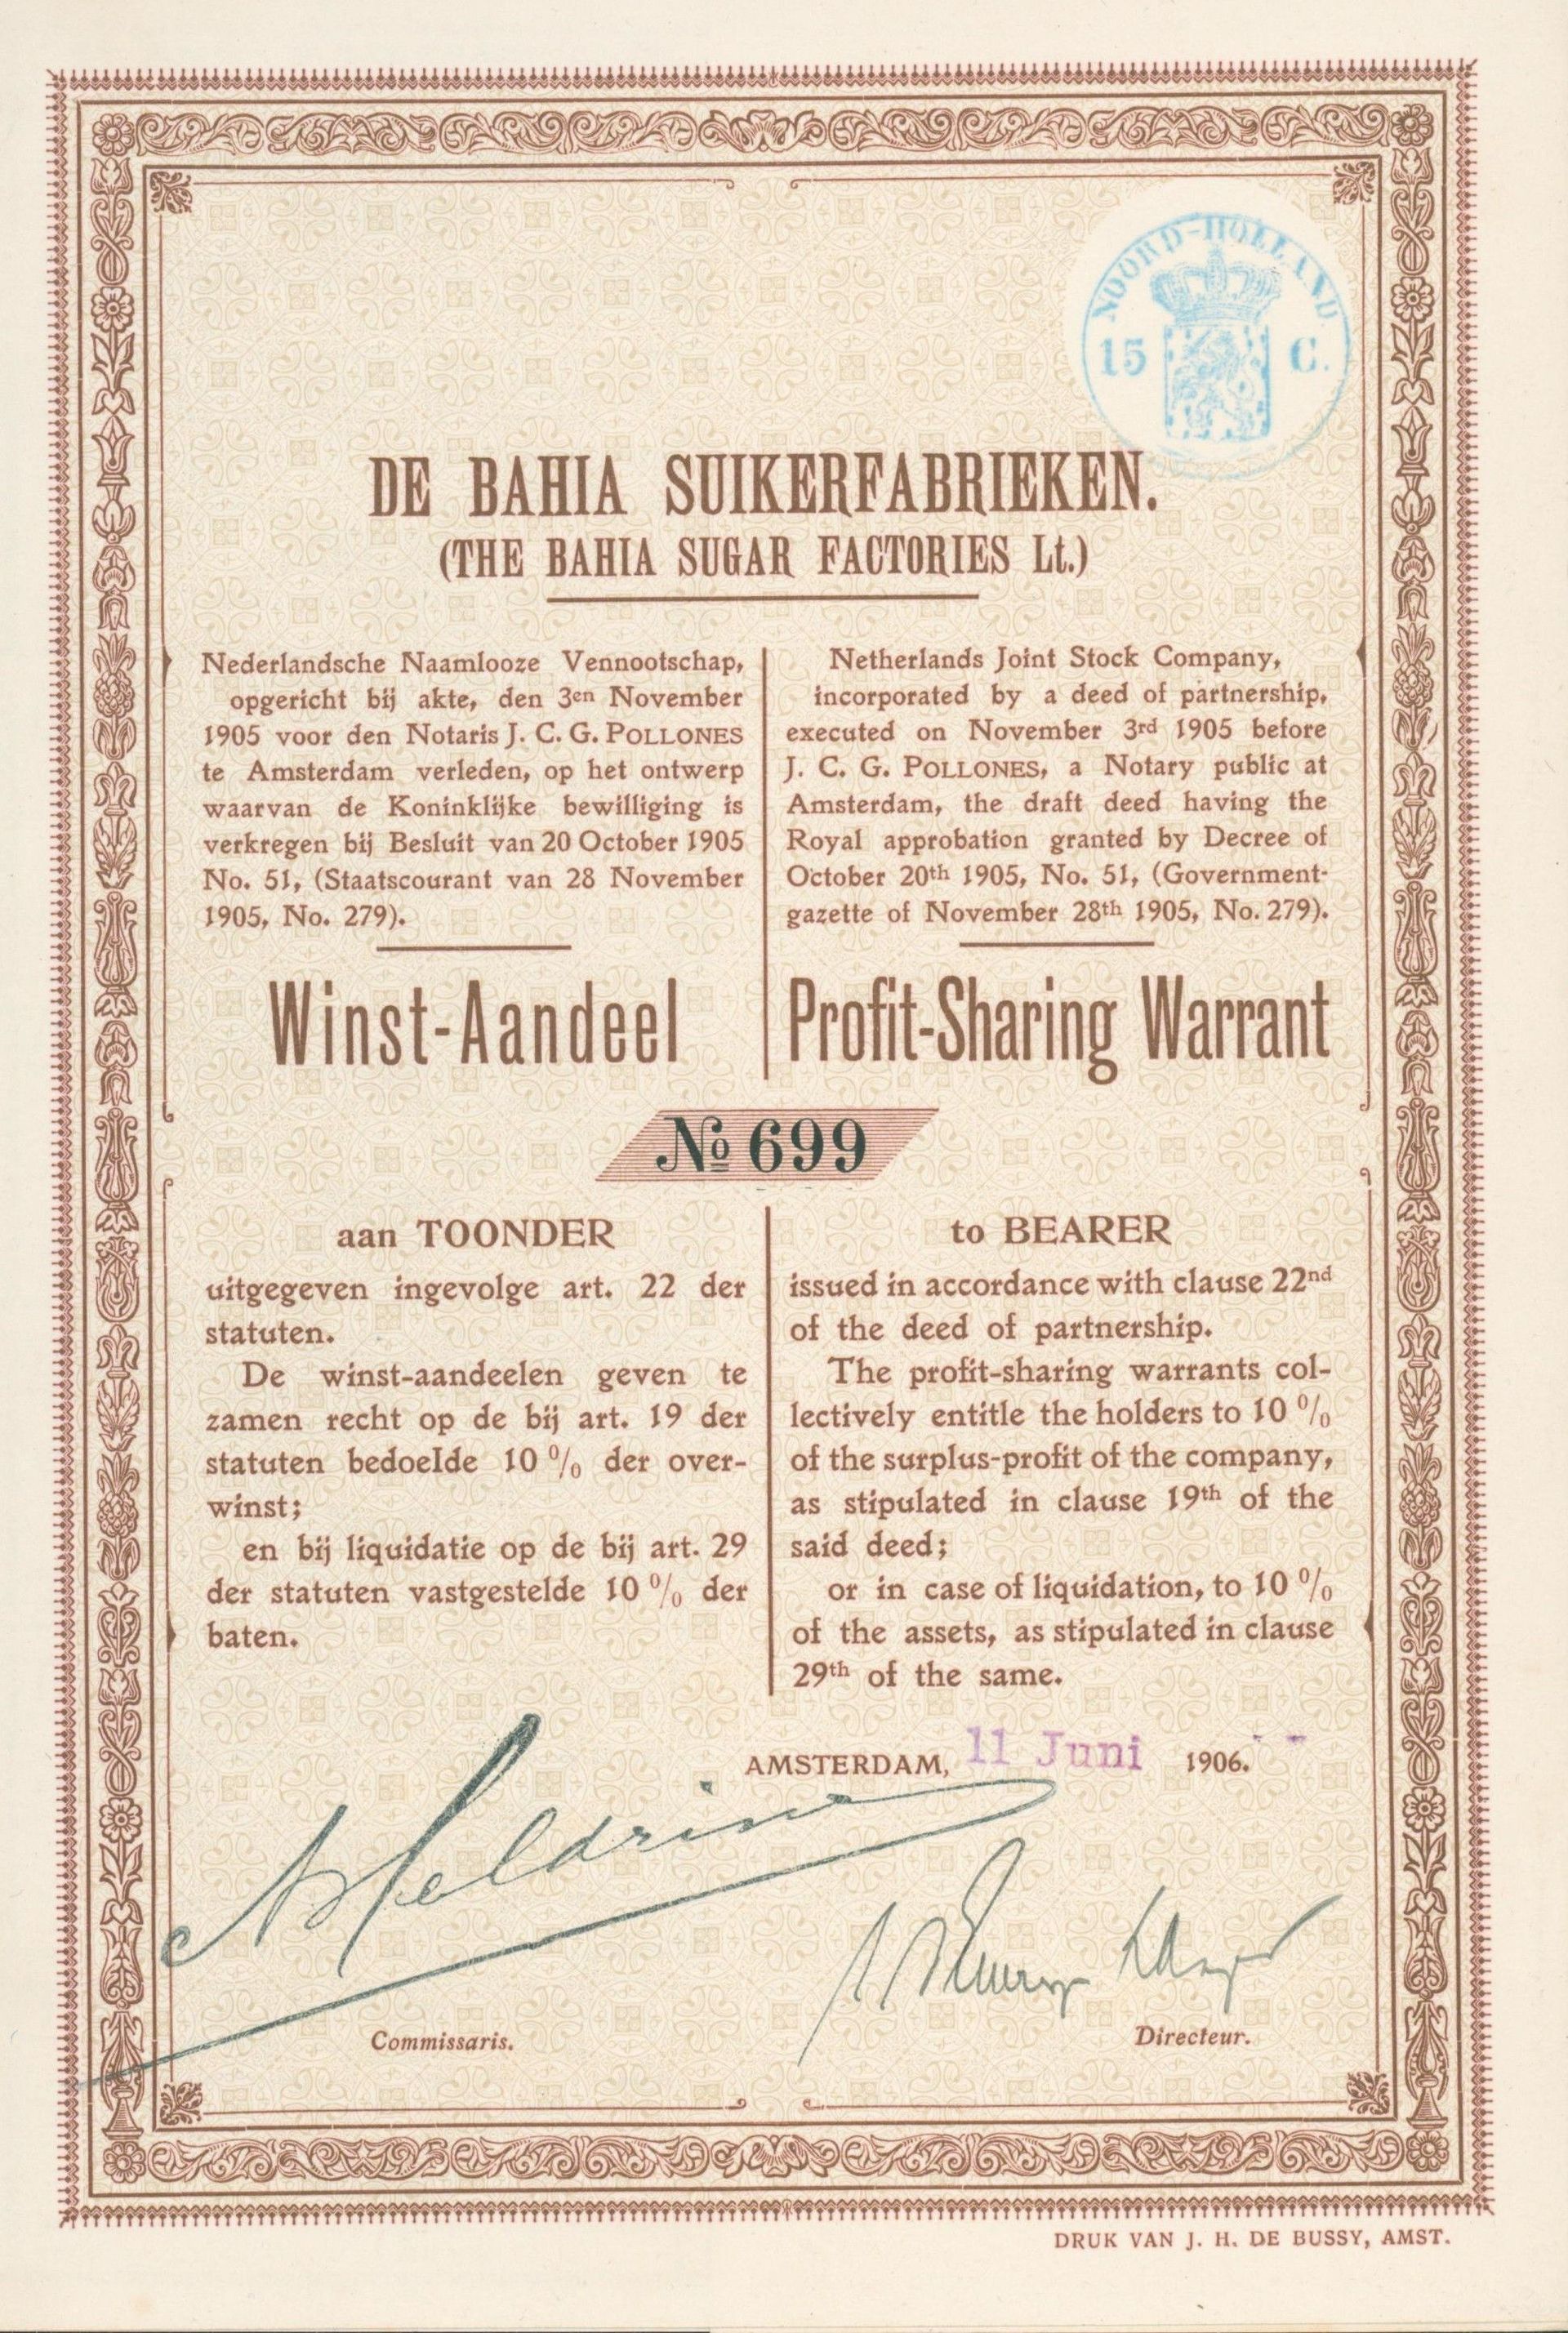 NOORD-HOLLAND
15 C.
DE BAHIA SUIKERFABRIEKEN.
(THE BAHIA SUGAR FACTORIES Lt.)
Nederlandsche Naamlooze Vennootschap,
opgericht bij akte, den 3en November
1905 voor den Notaris J. C. G. POLLONES
te Amsterdam verleden, op het ontwerp
waarvan de Koninklijke bewilliging is
verkregen bij Besluit van 20 October 1905
No. 51, (Staatscourant van 28 November
1905, No. 279).
Winst-Aandeel
Netherlands Joint Stock Company,
incorporated by a deed of partnership,
executed on November 3rd 1905 before
J. C. G. POLLONES, a Notary public at
Amsterdam, the draft deed having the
Royal approbation granted by Decree of
October 20th 1905, No. 51, (Government-
gazette of November 28th 1905, No. 279).
Profit-Sharing Warrant
No 699
aan TOONDER
uitgegeven ingevolge art. 22 der
statuten.
De winst-aandeelen geven te
zamen recht op de bij art. 19 der
statuten bedoelde 10 % der over-
winst;
en bij liquidatie op de bij art. 29
der statuten vastgestelde 10 % der
baten.
to BEARER
issued in accordance with clause 22nd
of the deed of partnership.
The profit-sharing warrants col-
lectively entitle the holders to 10 %
of the surplus-profit of the company,
as stipulated in clause 19th of the
said deed;
or in case of liquidation, to 10 %
of the assets, as stipulated in clause
29th of the same.
AMSTERDAM, 11 Juni 1906.
Commissaris.
Directeur.
DRUK VAN J. H. DE BUSSY, AMST.